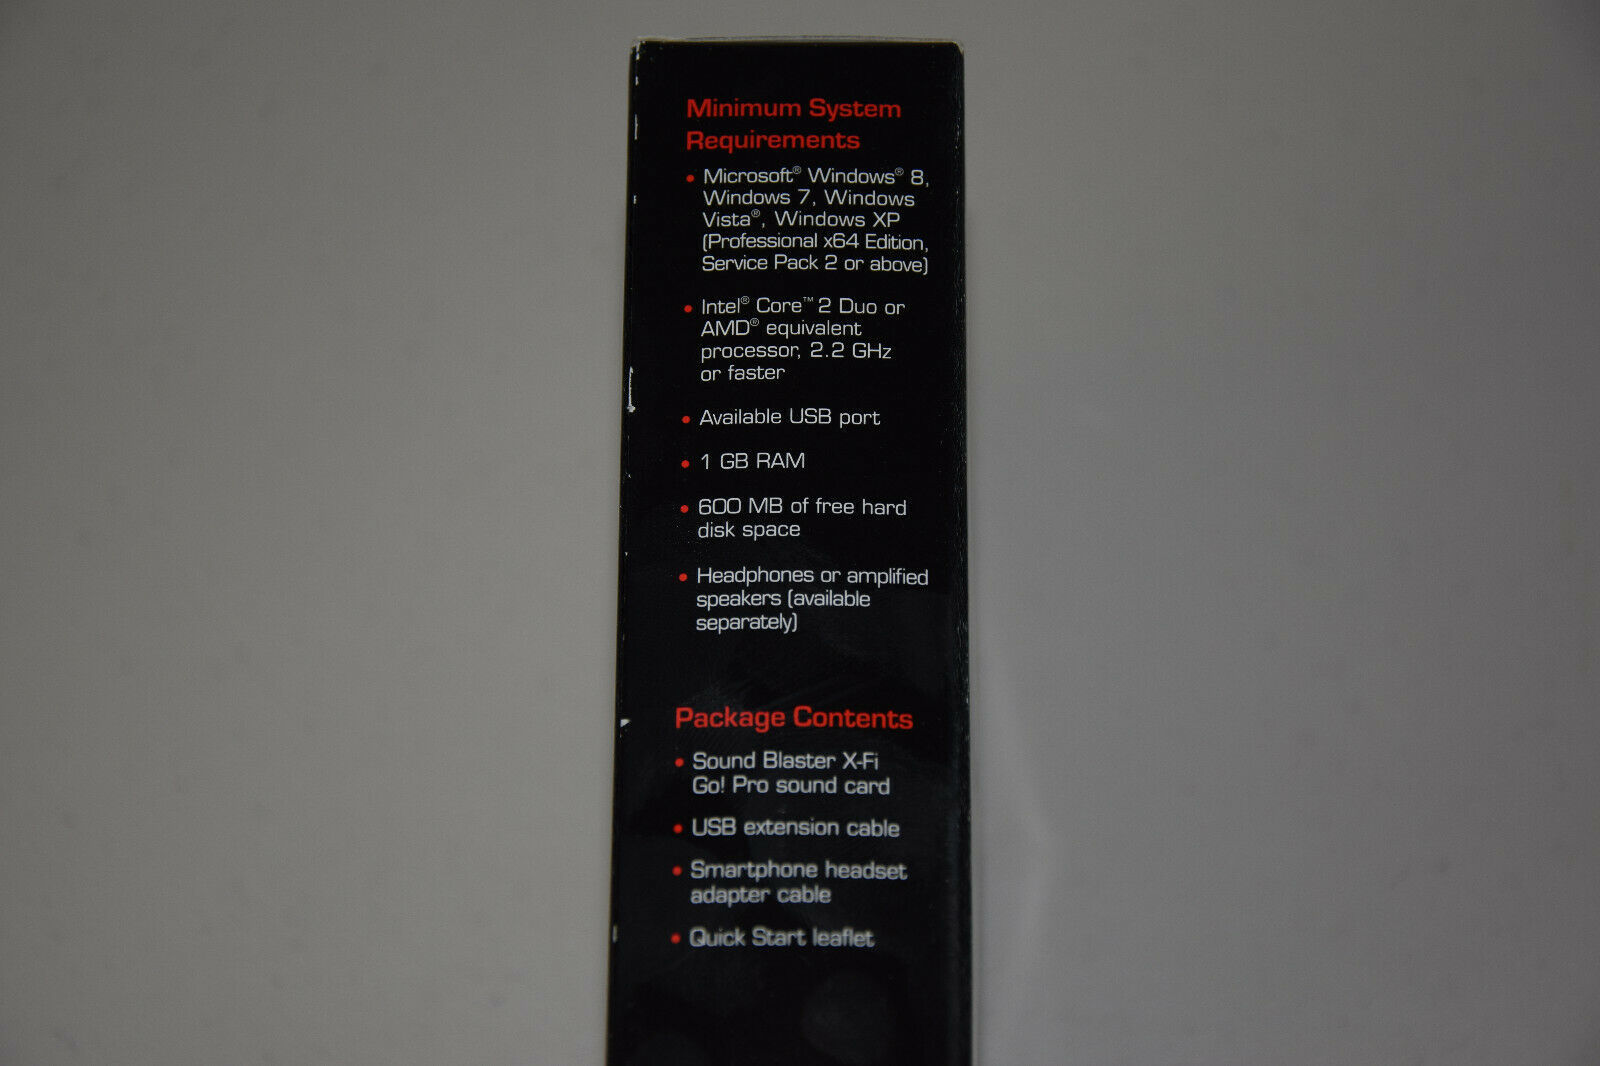 Minimum System
Requirements
• Microsoft® Windows® 8,
Windows 7, Windows
Vista®, Windows XP
(Professional x64 Edition,
Service Pack 2 or above)
• Intel® Core™ 2 Duo or
AMD® equivalent
processor, 2.2 GHz
or faster
• Available USB port
• 1 GB RAM
• 600 MB of free hard
disk space
• Headphones or amplified
speakers (available
separately)
Package Contents
• Sound Blaster X-Fi
Go! Pro sound card
• USB extension cable
• Smartphone headset
adapter cable
• Quick Start leaflet